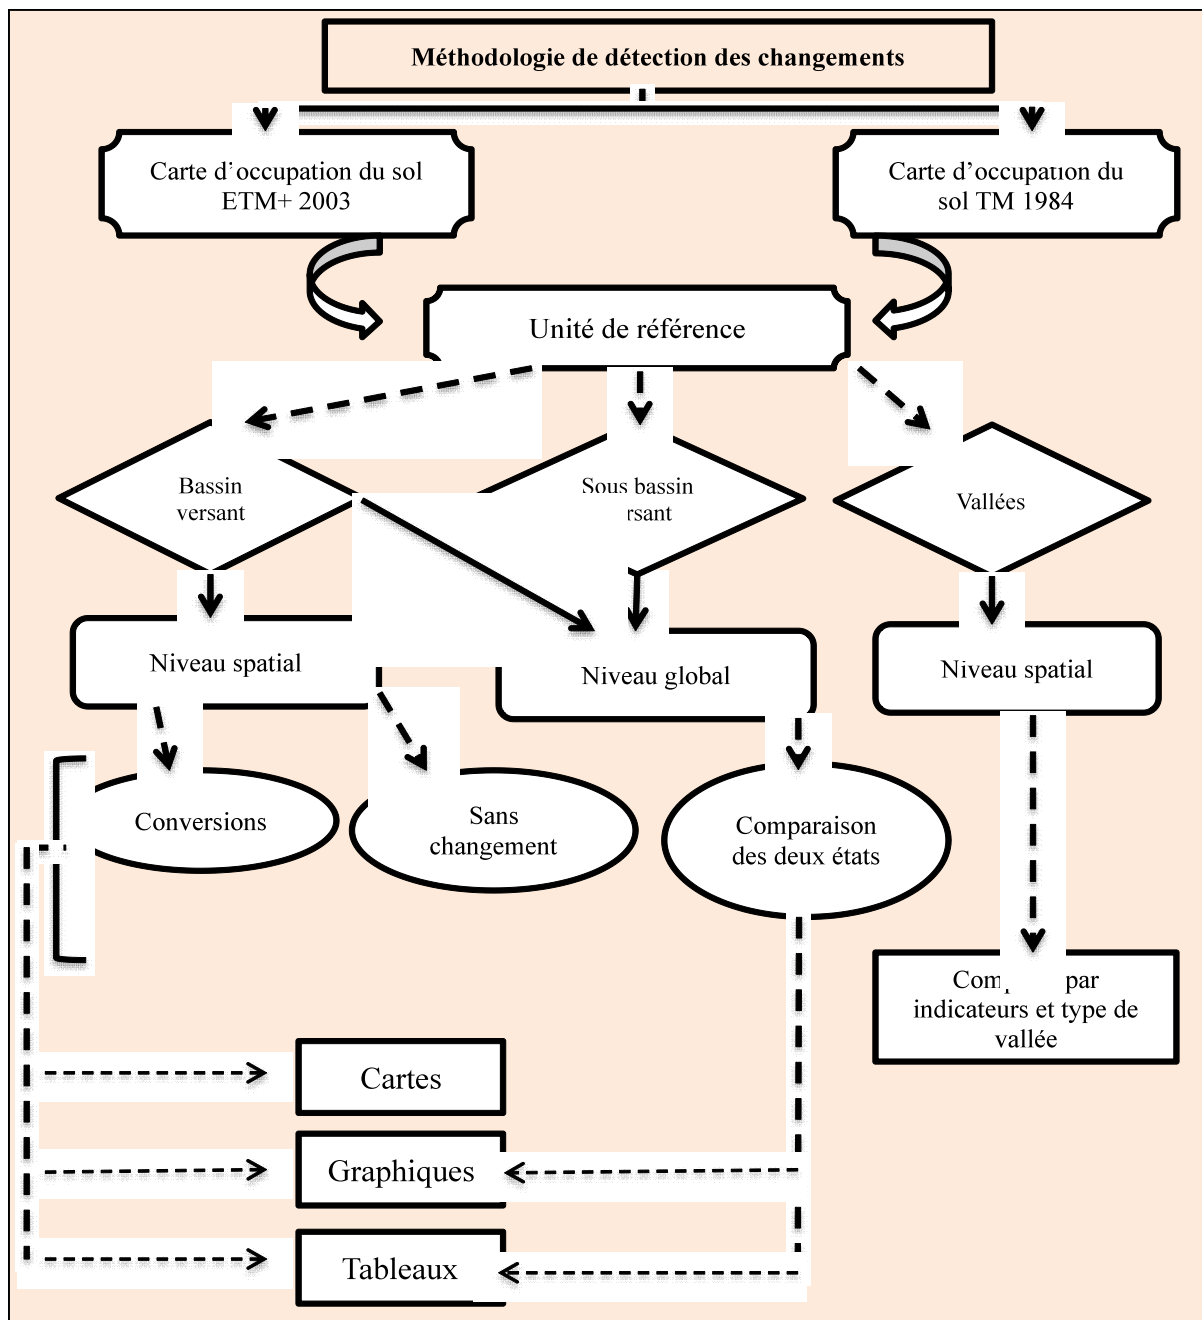 Méthodologie de détection des changements
Carte d'occupation du sol
ETM+ 2003
Carte d'occupation du
sol TM 1984
Unité de référence
Bassin
versant
Sous bassin
Vallées
Niveau spatial
Niveau global
Niveau spatial
Conversions
Sans
changement
Comparaison
des deux états
par
indicateurs et type de
vallée
Cartes
Graphiques
Tableaux